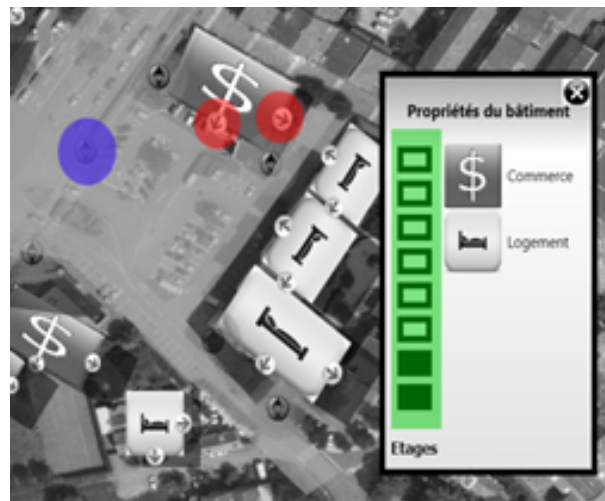 Propriétés du bâtiment
$
$
Commerce
Logement
$
Etages